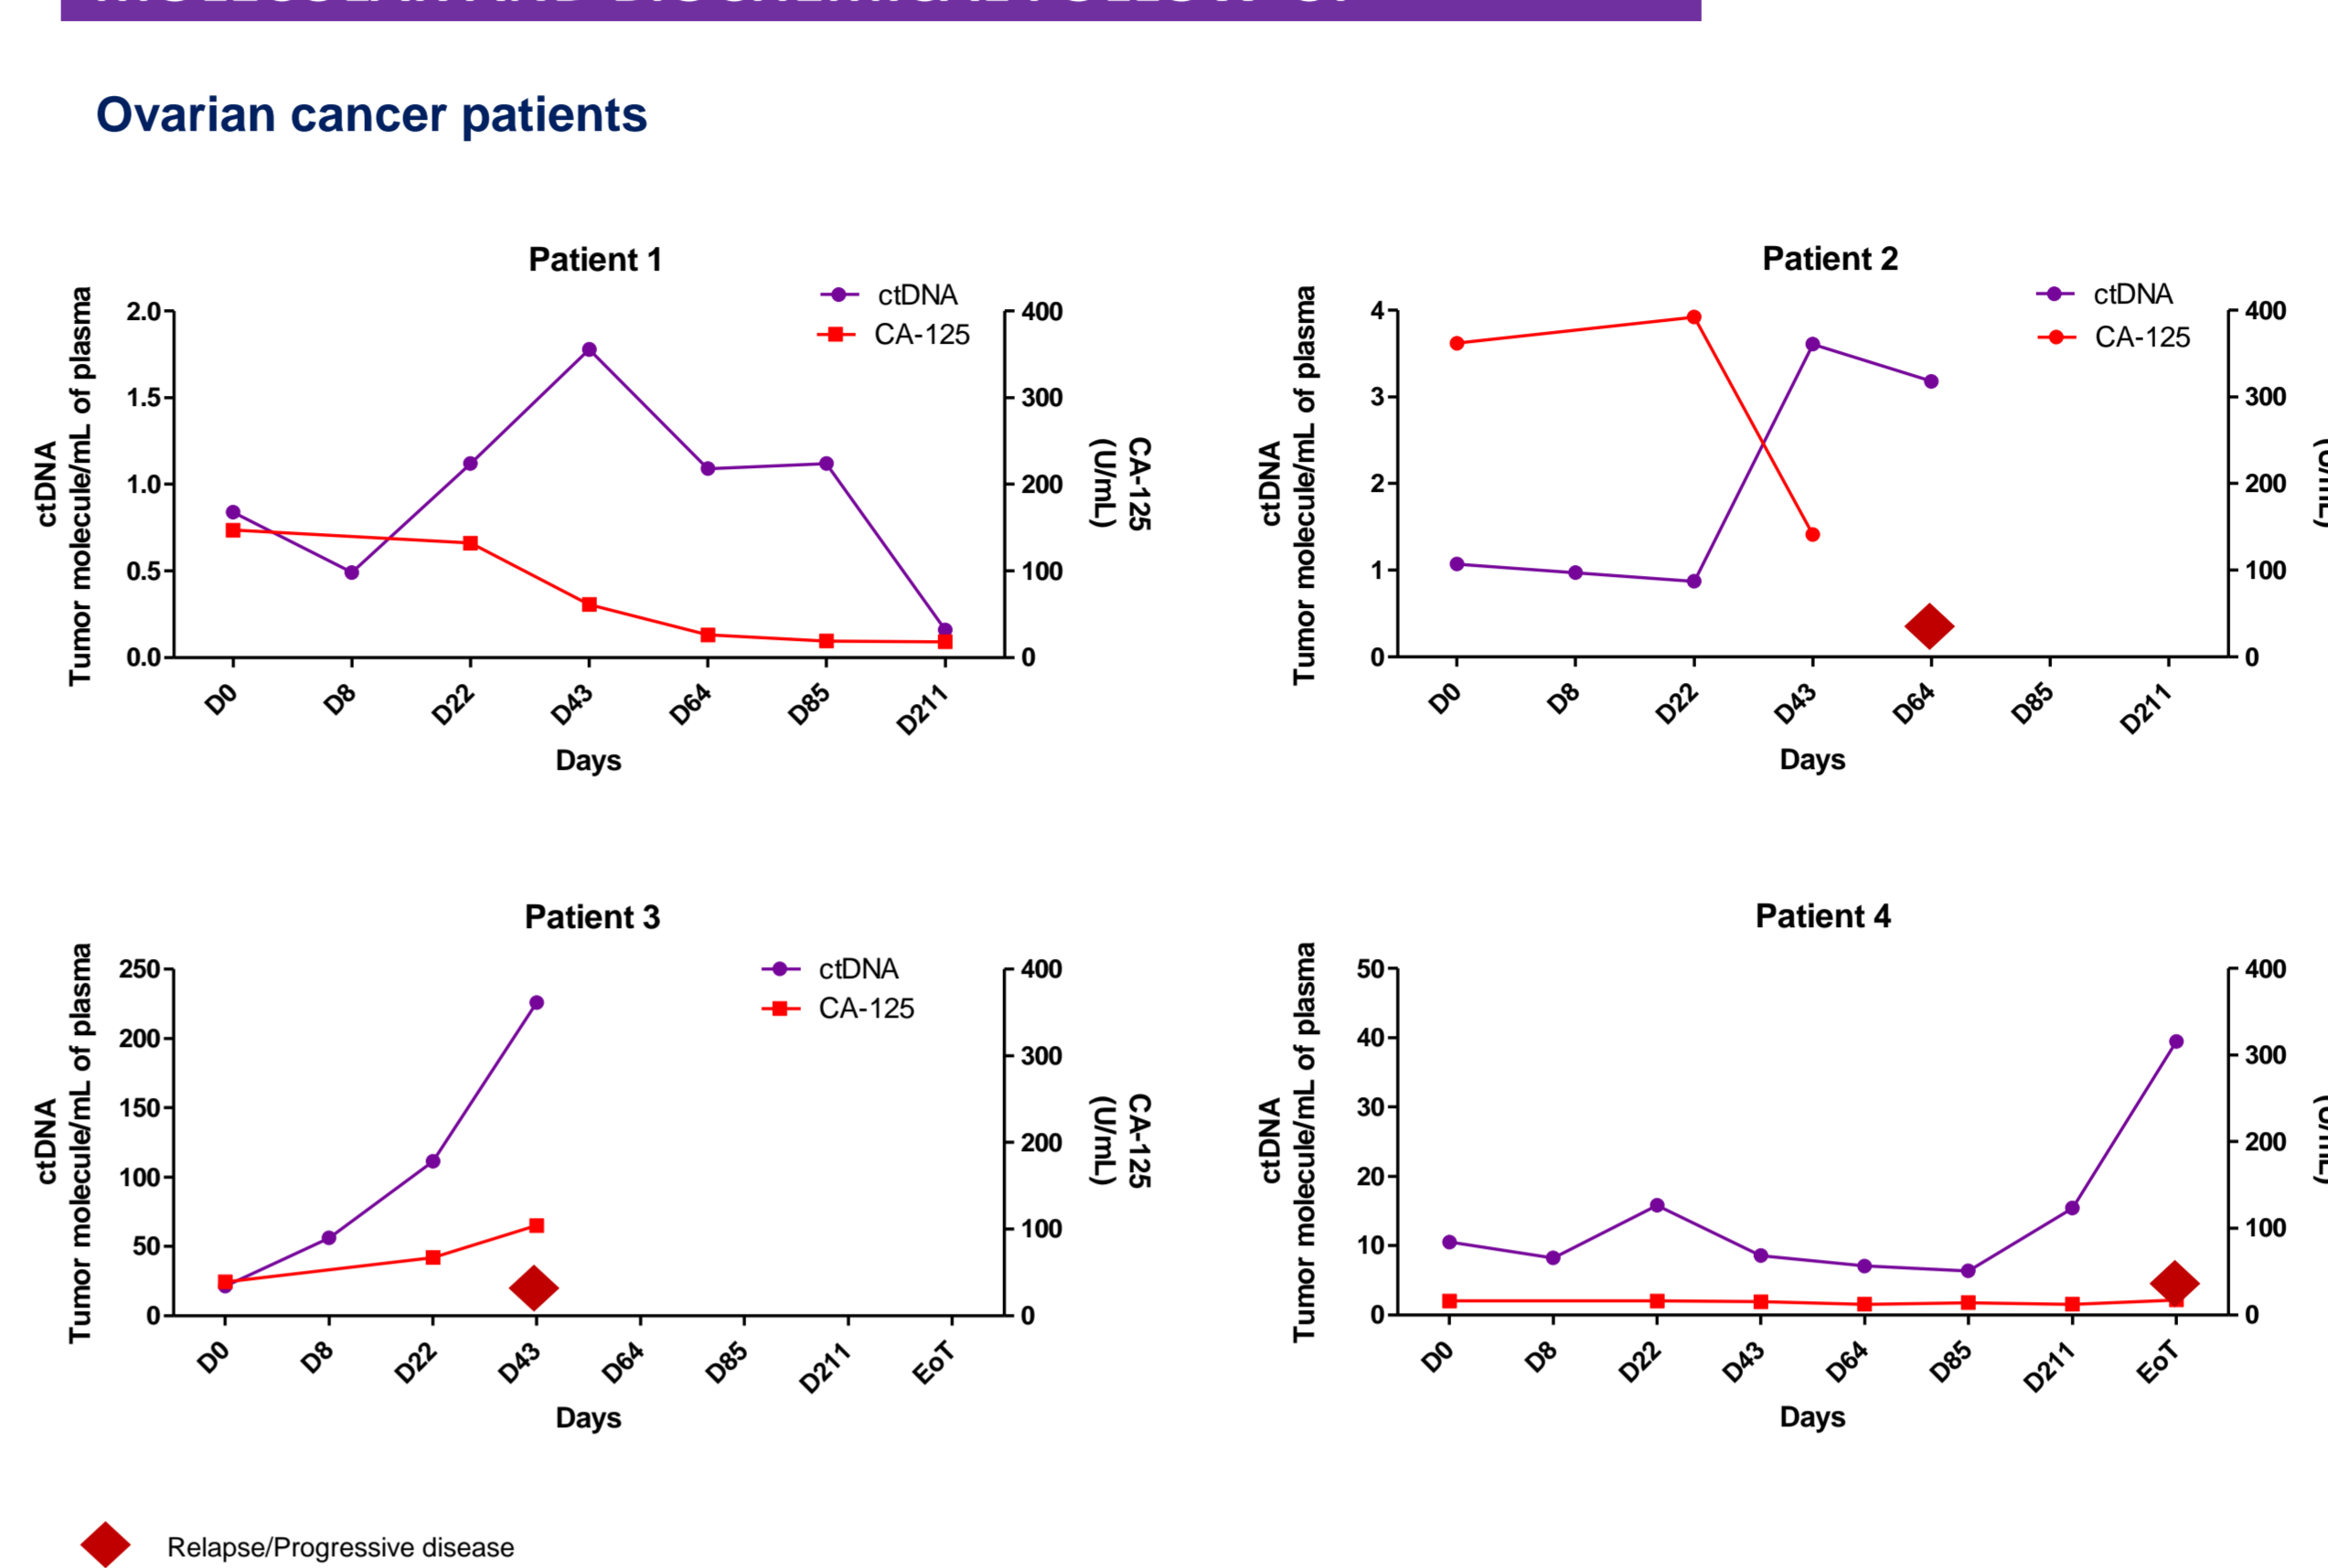 MOLECULAR AND BIOCHEMICAL FOLLOW-UP
Ovarian cancer patients
Patient 1
ctDNA
CA-125
ctDNA
Tumor molecule/mL of plasma
2.0
1.5
1.0
0.5
0.0
400
300
200
100
0
CA-125
(U/mL)
D0
D8
D22
D43
D64
D85
D211
Days
Patient 2
ctDNA
CA-125
ctDNA
Tumor molecule/mL of plasma
4
3
2
1
0
400
300
200
100
0
(U/mL)
D0
D8
D22
D43
D64
D85
D211
Days
Patient 3
ctDNA
CA-125
ctDNA
Tumor molecule/mL of plasma
250
200
150
100
50
0
400
300
200
100
0
CA-125
(U/mL)
D0
D8
D22
D43
D64
D85
D211
EoT
Days
Patient 4
ctDNA
Tumor molecule/mL of plasma
50
40
30
20
10
0
400
300
200
100
0
(U/mL)
D0
D8
D22
D43
D64
D85
D211
EoT
Days
Relapse/Progressive disease